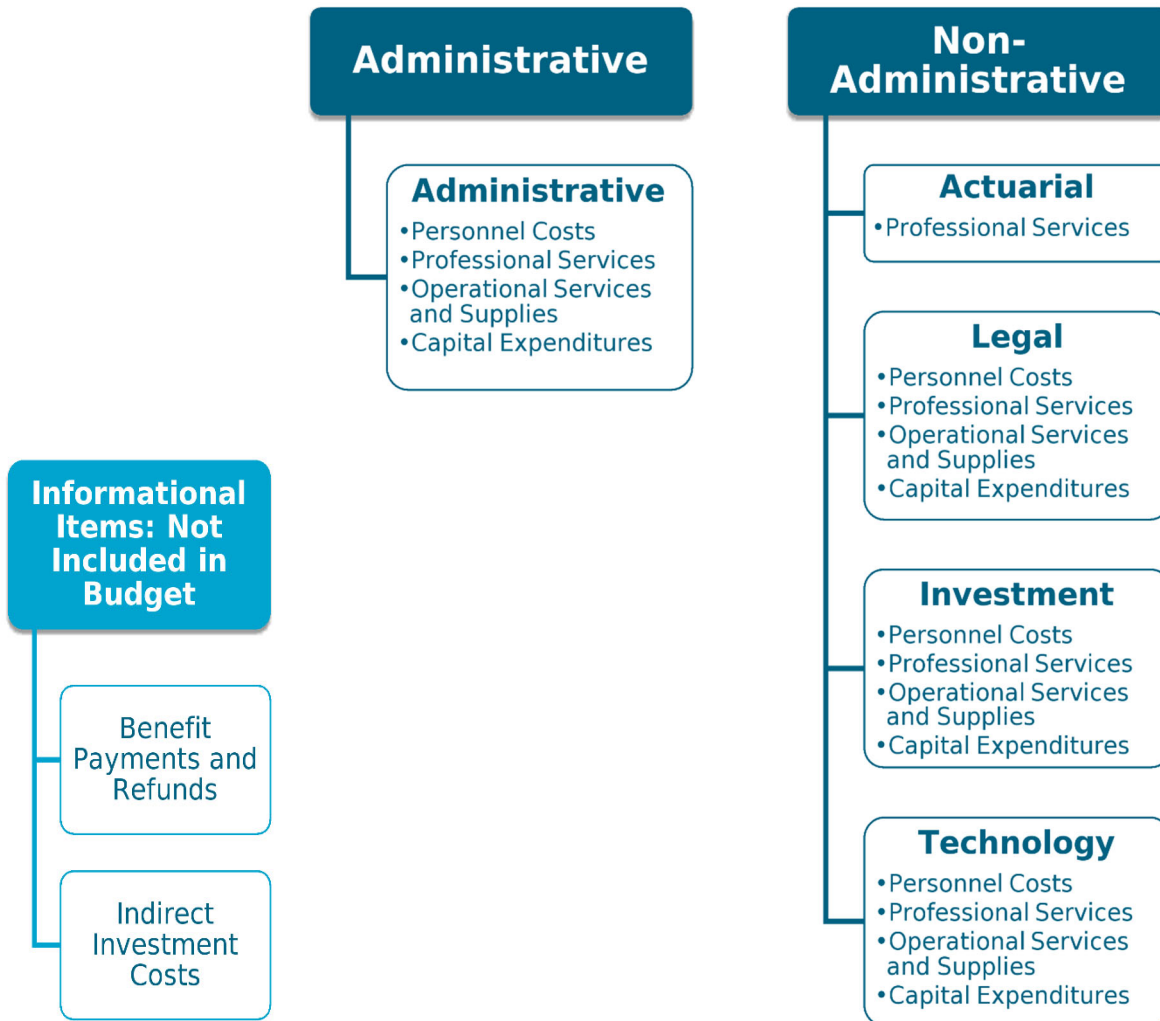 Administrative
Administrative
•Personnel Costs
•Professional Services
•Operational Services
and Supplies
•Capital Expenditures
Non-
Administrative
Actuarial
•Professional Services
Legal
•Personnel Costs
•Professional Services
•Operational Services
and Supplies
•Capital Expenditures
Investment
•Personnel Costs
•Professional Services
•Operational Services
and Supplies
•Capital Expenditures
Technology
•Personnel Costs
•Professional Services
•Operational Services
and Supplies
•Capital Expenditures
Informational
Items: Not
Included in
Budget
Benefit
Payments and
Refunds
Indirect
Investment
Costs